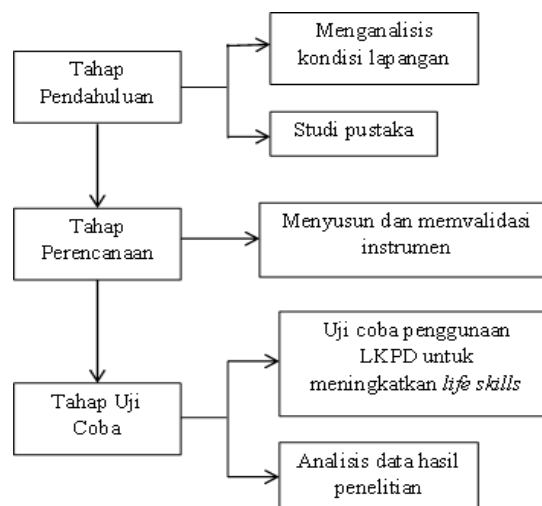 Tahap
Pendahuluan
Menganalisis
kondisi lapangan
Studi pustaka
Tahap
Perencanaan
Menyusun dan memvalidasi
instrumen
Tahap Uji
Coba
Uji coba penggunaan
LKPD untuk
meningkatkan life skills
Analisis data hasil
penelitian